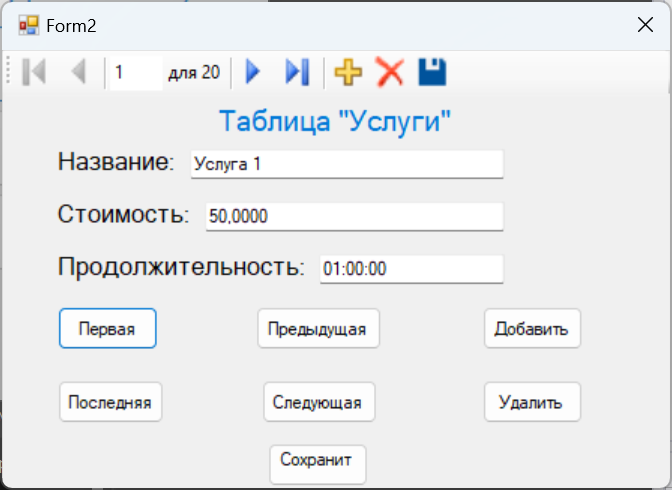 Form2
1 для 20
Таблица "Услуги"
Название: Услуга 1
Стоимость: 50,0000
Продолжительность: 01:00:00
Первая Предыдущая Добавить
Последняя Следующая Удалить
Сохранит